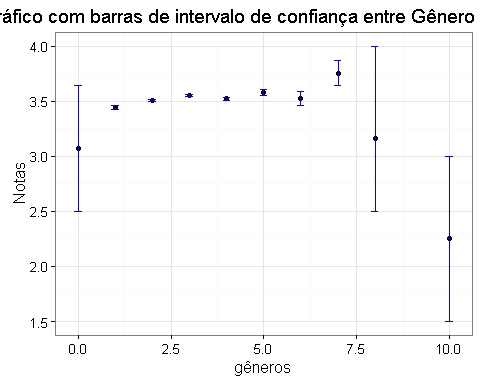 ráfico com barras de intervalo de confiança entre Gênero
4.0
3.5
3.0
2.5
2.0
1.5
Notas
0.0 2.5 5.0 7.5 10.0
gêneros